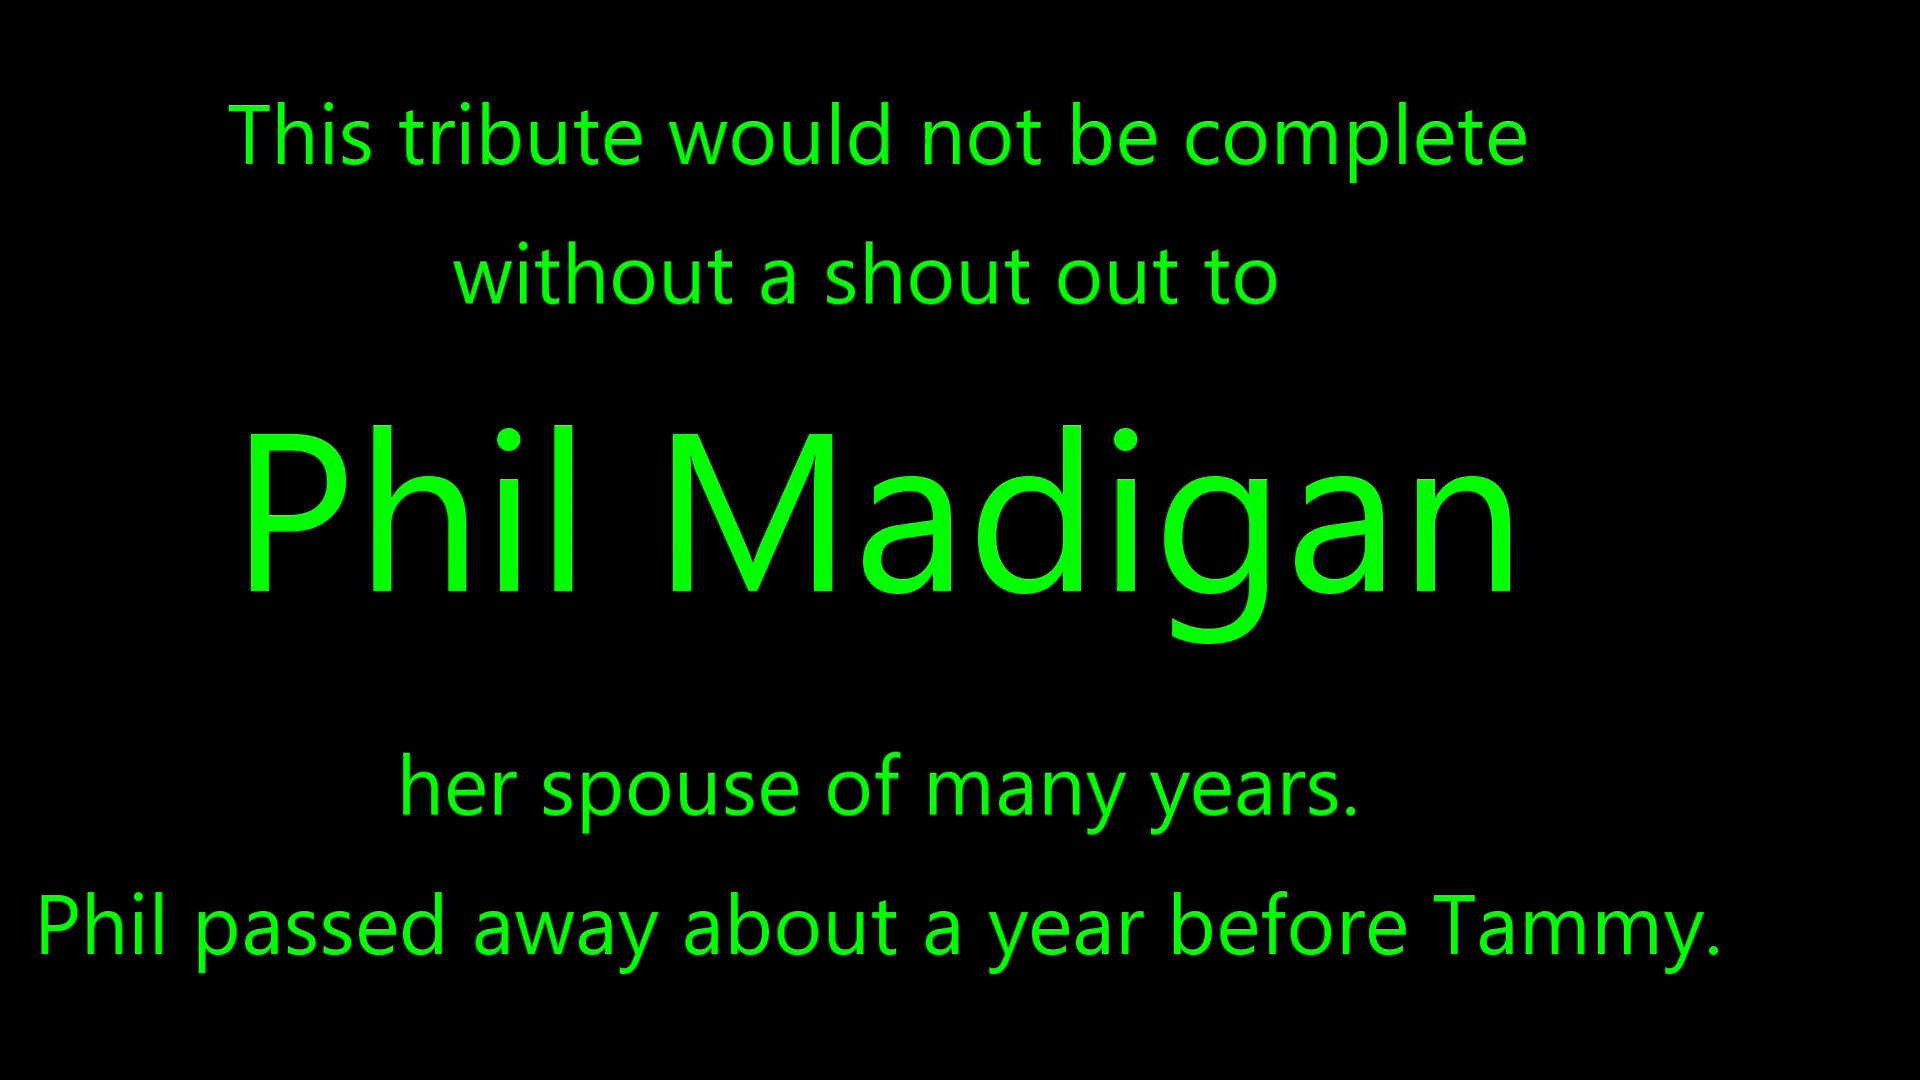 This tribute would not be complete
without a shout out to
Phil Madigan
her spouse of many years.
Phil passed away about a year before Tammy.